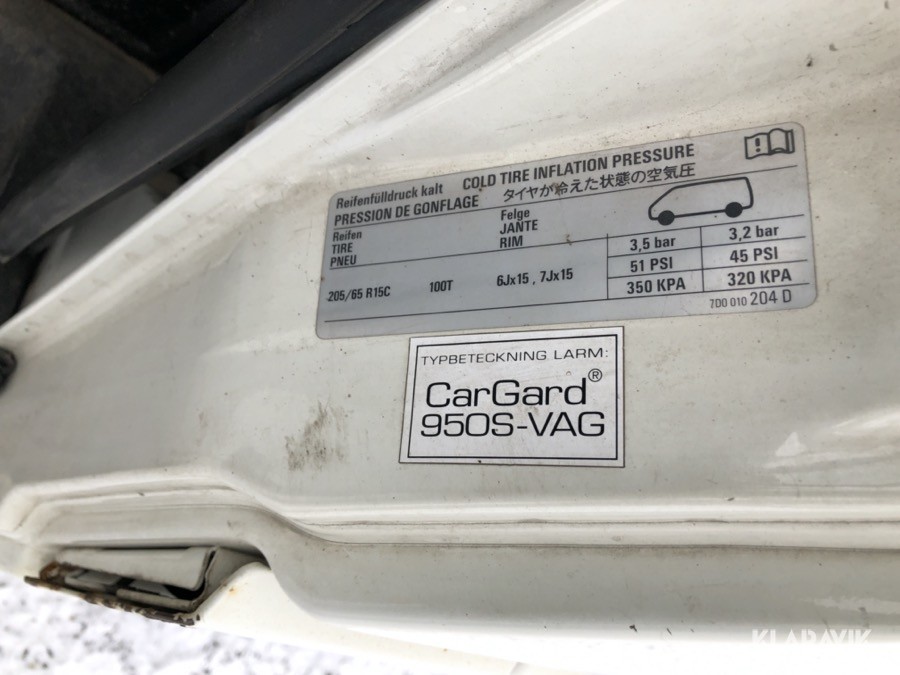 Reifenfülldruck kalt COLD TIRE INFLATION PRESSURE
PRESSION DE GONFLAGE タイヤが冷えた状態の空気圧
Reifen Felge
TIRE JANTE
PNEU RIM
3,5 bar 3,2 bar
51 PSI 45 PSI
205/65 R15C 100T 6Jx15 , 7Jx15 350 KPA 320 KPA
7D0 010 204 D
TYPBETECKNING LARM:
CarGard®
950S-VAG
KLARAVIK